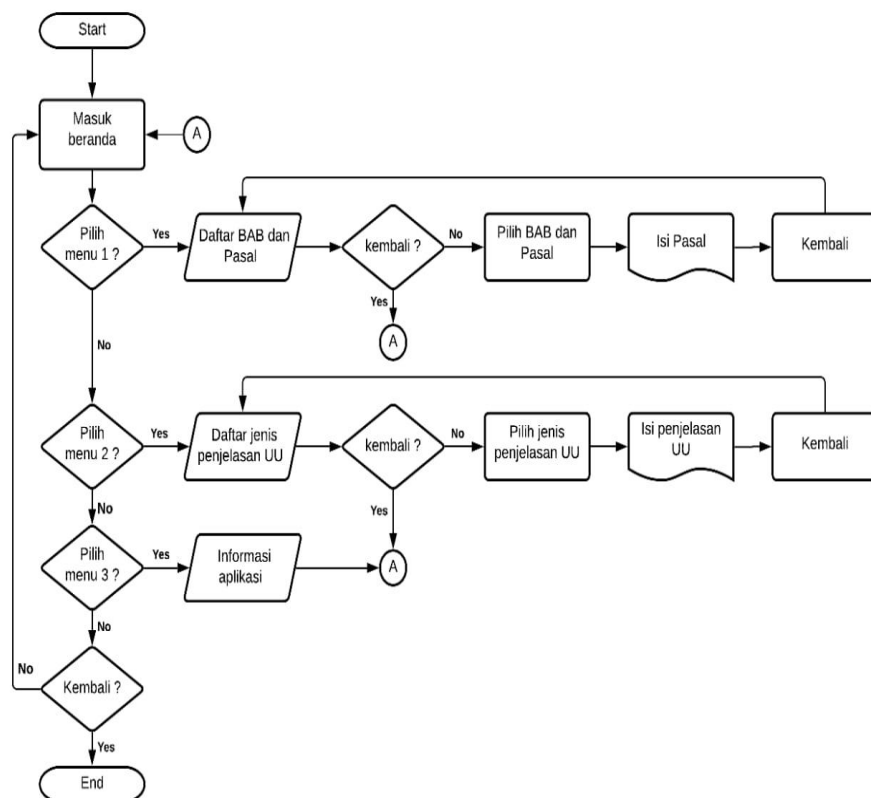 Start
Masuk
beranda
A
Pilih
menu 1 ?
Yes
Daftar BAB dan
Pasal
kembali ?
No
Pilih BAB dan
Pasal
Isi Pasal
Kembali
Yes
A
No
Pilih
menu 2 ?
Yes
Daftar jenis
penjelasan UU
kembali ?
No
Pilih jenis
penjelasan UU
Isi penjelasan
UU
Kembali
No
Yes
Pilih
menu 3 ?
Yes
Informasi
aplikasi
A
No
No
Kembali ?
Yes
End